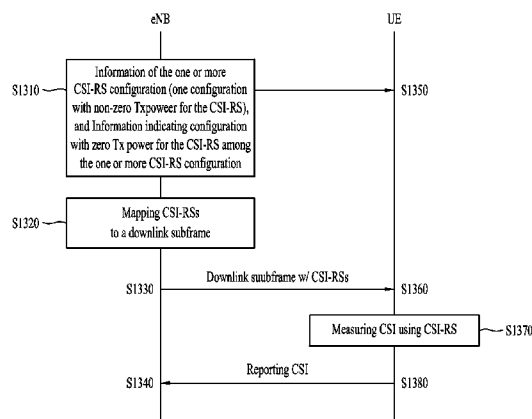 eNB UE
S1310 Information of the one or more S1350
CSI-RS configuration (one configuration
with non-zero Txpoweer for the CSI-RS),
and Information indicating configuration
with zero Tx power for the CSI-RS among
the one or more CSI-RS configuration
S1320 Mapping CSI-RSs
to a downlink subframe
S1330 Downlink suubframe w/ CSI-RSs S1360
Measuring CSI using CSI-RS S1370
S1340 Reporting CSI S1380